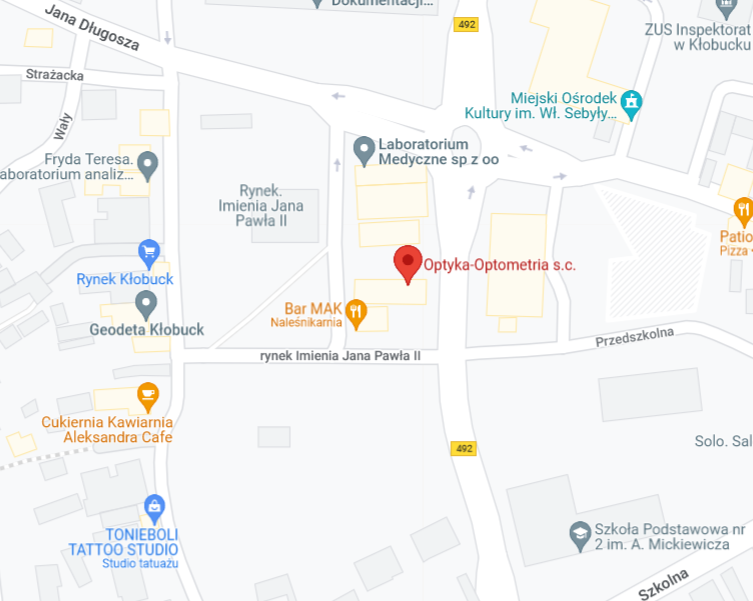 Dokumentacji...
Jana Długosza
492
ZUS Inspektorat
w Kłobucku
Strażacka
Miejski Ośrodek
Kultury im. Wł. Sebyły...
Wały
Laboratorium
Medyczne sp z oo
Fryda Teresa.
aboratorium analiz...
Rynek.
Imienia Jana
Pawła II
Patio
Pizza
Optyka-Optometria s.c.
Rynek Kłobuck
Bar MAK
Naleśnikarnia
Geodeta Kłobuck
Przedszkolna
rynek Imienia Jana Pawła II
Cukiernia Kawiarnia
Aleksandra Cafe
492
Solo. Sal
TONIEBOLI
TATTOO STUDIO
Studio tatuażu
Szkoła Podstawowa nr
2 im. A. Mickiewicza
Szkolna